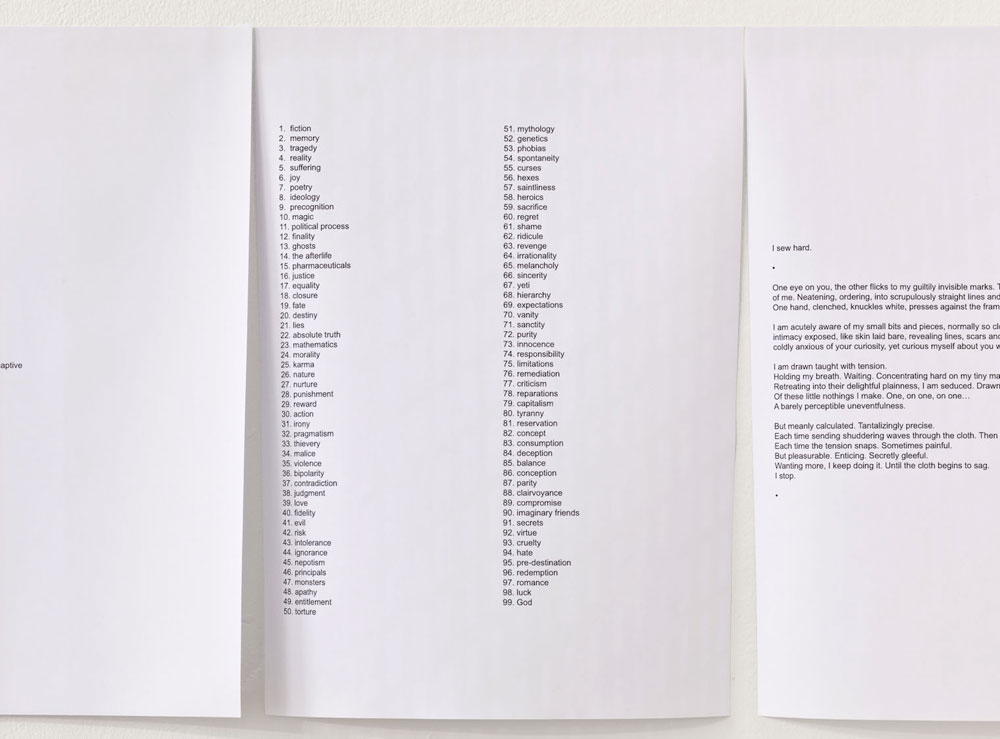 aptive
1. fiction
2. memory
3. tragedy
4. reality
5. suffering
6. joy
7. poetry
8. ideology
9. precognition
10. magic
11. political process
12. finality
13. ghosts
14. the afterlife
15. pharmaceuticals
16. justice
17. equality
18. closure
19. fate
20. destiny
21. lies
22. absolute truth
23. mathematics
24. morality
25. karma
26. nature
27. nurture
28. punishment
29. reward
30. action
31. irony
32. pragmatism
33. thievery
34. malice
35. violence
36. bipolarity
37. contradiction
38. judgment
39. love
40. fidelity
41. evil
42. risk
43. intolerance
44. ignorance
45. nepotism
46. principals
47. monsters
48. apathy
49. entitlement
50. torture
51. mythology
52. genetics
53. phobias
54. spontaneity
55. curses
56. hexes
57. saintliness
58. heroics
59. sacrifice
60. regret
61. shame
62. ridicule
63. revenge
64. irrationality
65. melancholy
66. sincerity
67. yeti
68. hierarchy
69. expectations
70. vanity
71. sanctity
72. purity
73. innocence
74. responsibility
75. limitations
76. remediation
77. criticism
78. reparations
79. capitalism
80. tyranny
81. reservation
82. concept
83. consumption
84. deception
85. balance
86. conception
87. parity
88. clairvoyance
89. compromise
90. imaginary friends
91. secrets
92. virtue
93. cruelty
94. hate
95. pre-destination
96. redemption
97. romance
98. luck
99. God
I sew hard.
•
One eye on you, the other flicks to my guiltily invisible marks. T
of me. Neatening, ordering, into scrupulously straight lines and
One hand, clenched, knuckles white, presses against the fram
I am acutely aware of my small bits and pieces, normally so cl
intimacy exposed, like skin laid bare, revealing lines, scars and
coldly anxious of your curiosity, yet curious myself about you w
I am drawn taught with tension.
Holding my breath. Waiting. Concentrating hard on my tiny ma
Retreating into their delightful plainness, I am seduced. Drawn
Of these little nothings I make. One, on one, on one…
A barely perceptible uneventfulness.
But meanly calculated. Tantalizingly precise.
Each time sending shuddering waves through the cloth. Then
Each time the tension snaps. Sometimes painful.
But pleasurable. Enticing. Secretly gleeful.
Wanting more, I keep doing it. Until the cloth begins to sag.
I stop.
•